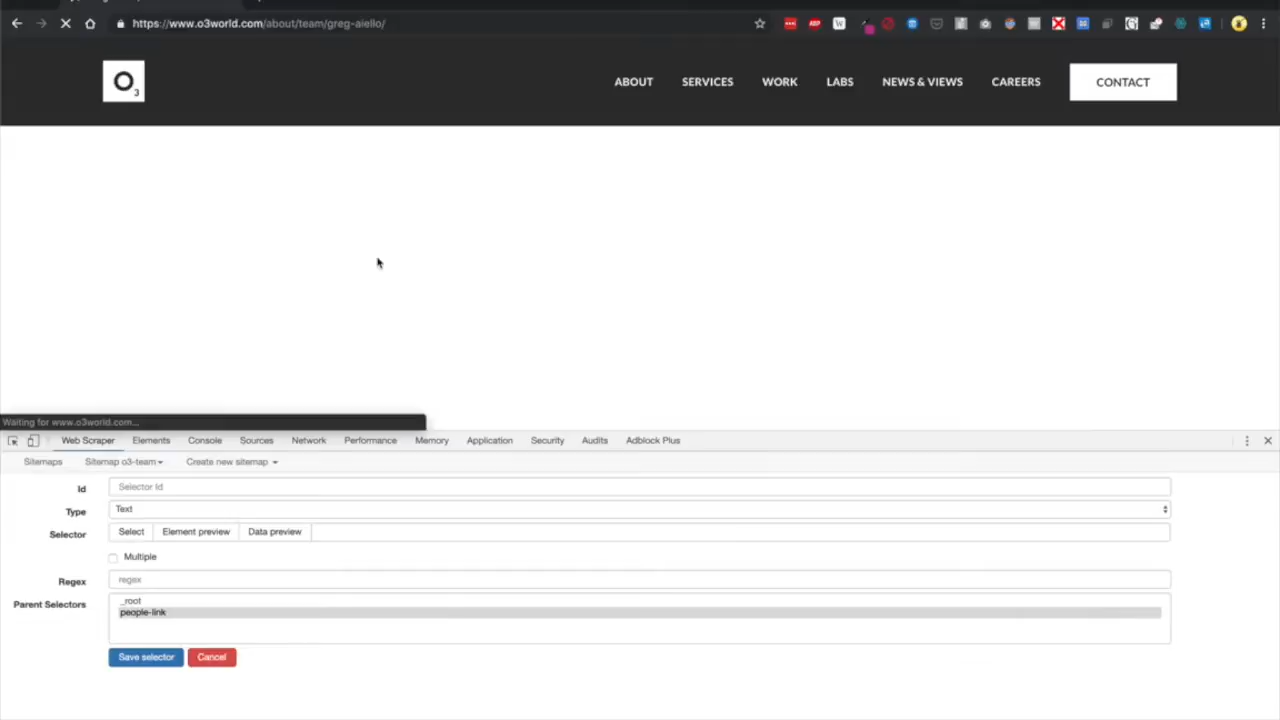 https://www.o3world.com/about/team/greg-aiello/
O3
ABOUT SERVICES WORK LABS NEWS & VIEWS CAREERS CONTACT
Waiting for www.o3world.com...
Web Scraper Elements Console Sources Network Performance Memory Application Security Audits Adblock Plus
Sitemaps Sitemap o3-team Create new sitemap
Id Selector Id
Type Text
Selector Select Element preview Data preview
Multiple
Regex regex
Parent Selectors _root
people-link
Save selector Cancel